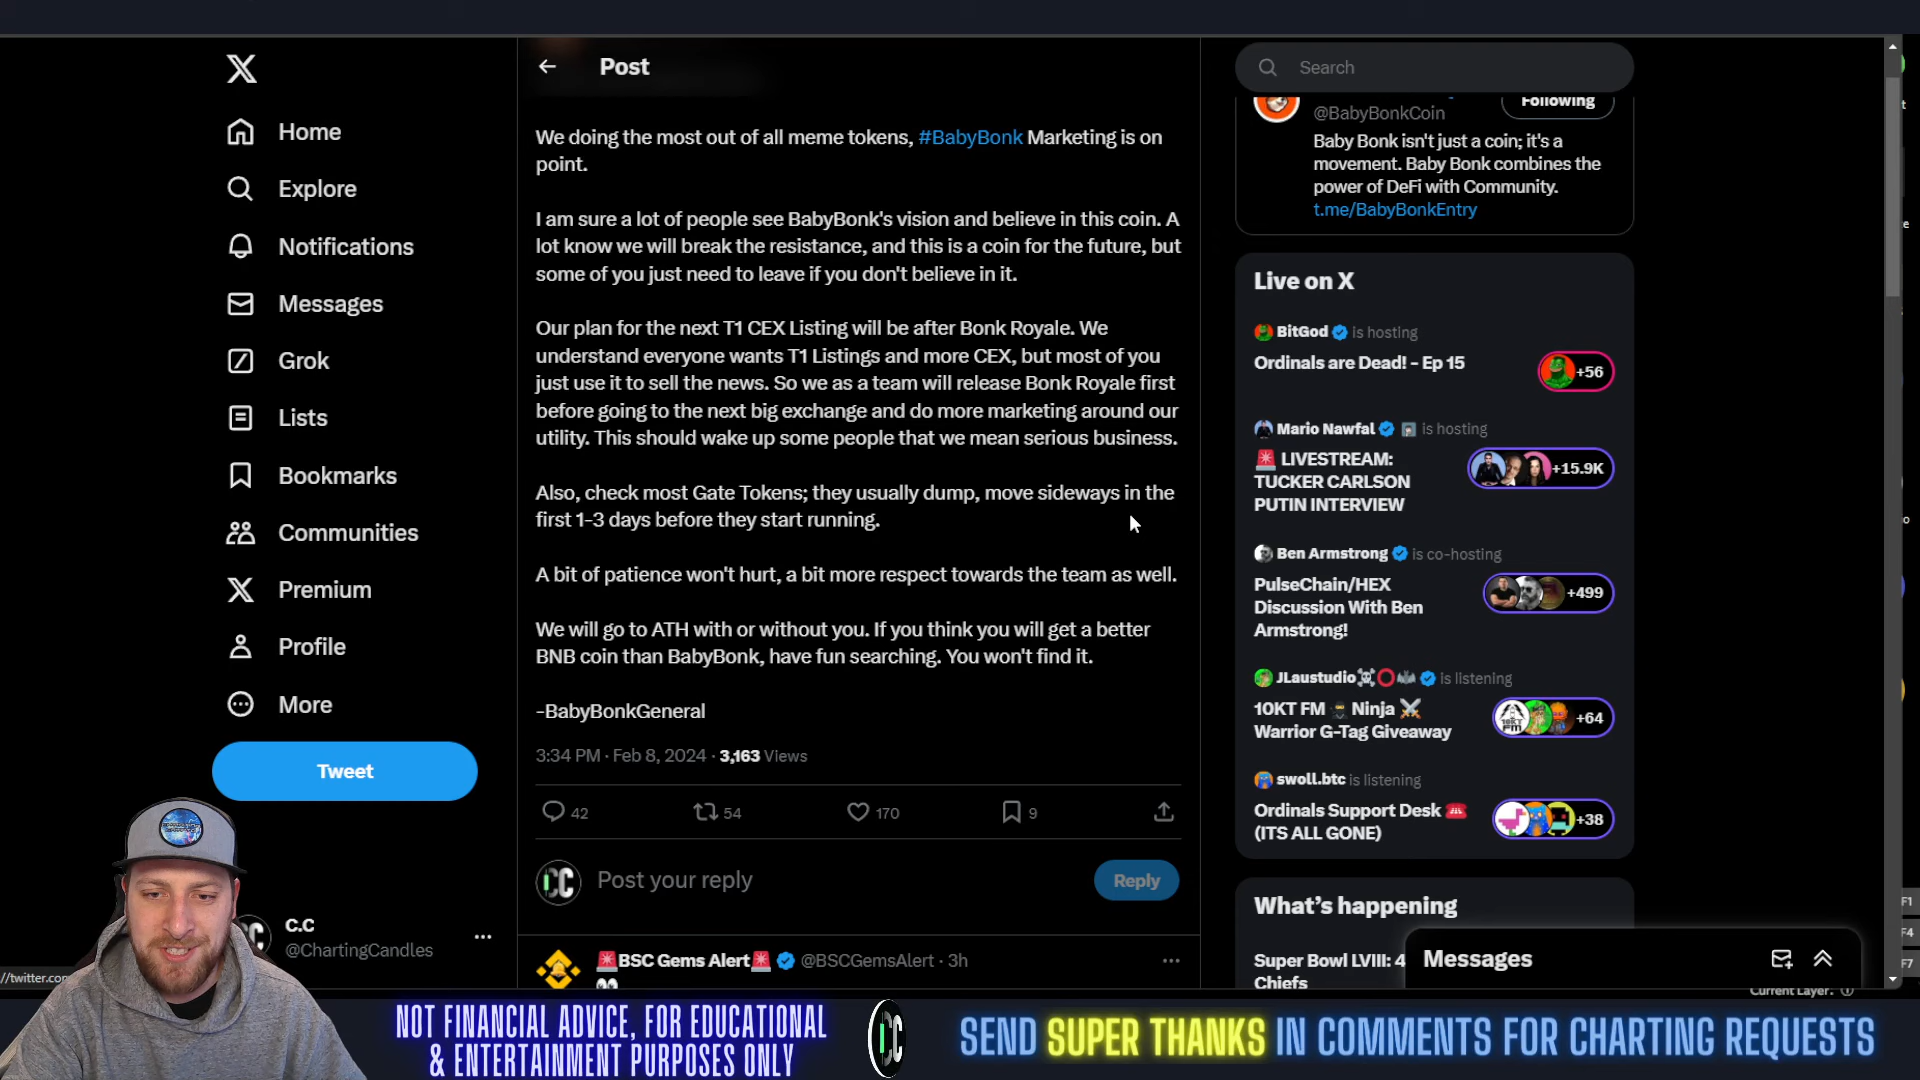 Home
Explore
Notifications
Messages
Grok
Lists
Bookmarks
Communities
Premium
Profile
More
Tweet
C.C
@ChartingCandles
Post
We doing the most out of all meme tokens, #BabyBonk Marketing is on
point.
I am sure a lot of people see BabyBonk's vision and believe in this coin. A
lot know we will break the resistance, and this is a coin for the future, but
some of you just need to leave if you don't believe in it.
Our plan for the next T1 CEX Listing will be after Bonk Royale. We
understand everyone wants T1 Listings and more CEX, but most of you
just use it to sell the news. So we as a team will release Bonk Royale first
before going to the next big exchange and do more marketing around our
utility. This should wake up some people that we mean serious business.
Also, check most Gate Tokens; they usually dump, move sideways in the
first 1-3 days before they start running.
A bit of patience won't hurt, a bit more respect towards the team as well.
We will go to ATH with or without you. If you think you will get a better
BNB coin than BabyBonk, have fun searching. You won't find it.
-BabyBonkGeneral
3:34 PM · Feb 8, 2024 · 3,163 Views
42 54 170 9
Post your reply
Reply
🚨BSC Gems Alert🚨 @BSCGemsAlert · 3h
👀
Search
@BabyBonkCoin
Following
Baby Bonk isn't just a coin; it's a
movement. Baby Bonk combines the
power of DeFi with Community.
t.me/BabyBonkEntry
Live on X
BitGod is hosting
Ordinals are Dead! - Ep 15
+56
Mario Nawfal is hosting
🚨 LIVESTREAM:
TUCKER CARLSON
PUTIN INTERVIEW
+15.9K
Ben Armstrong is co-hosting
PulseChain/HEX
Discussion With Ben
Armstrong!
+499
JLaustudio☠️⭕🦇 is listening
10KT FM 🥷 Ninja ⚔️
Warrior G-Tag Giveaway
+64
swoll.btc is listening
Ordinals Support Desk ☎️
(ITS ALL GONE)
+38
What's happening
Super Bowl LVIII: 4
Chiefs
Messages
//twitter.co
Current Layer:
F1
F4
F7
NOT FINANCIAL ADVICE, FOR EDUCATIONAL
& ENTERTAINMENT PURPOSES ONLY
CC
SEND SUPER THANKS IN COMMENTS FOR CHARTING REQUESTS